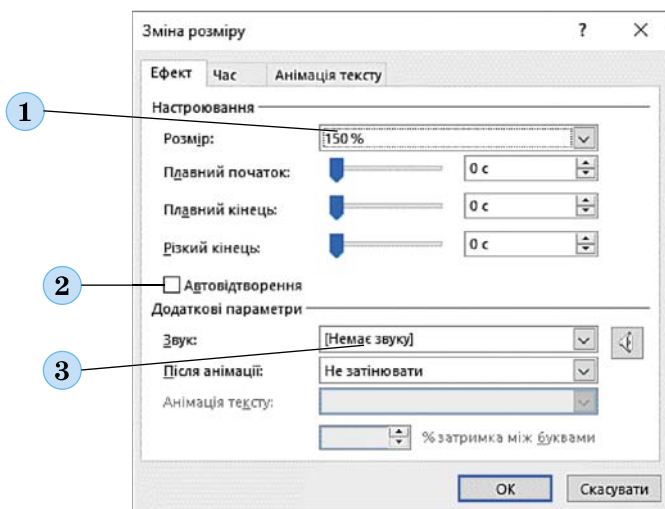 Зміна розміру ? ×
Ефект Час Анімація тексту
1
Настроювання
Розмір: 150 %
Плавний початок: 0 с
Плавний кінець: 0 с
Різкий кінець: 0 с
2
Автовідтворення
Додаткові параметри
Звук: [Немає звуку]
3
Після анімації: Не затінювати
Анімація тексту:
% затримка між буквами
ОК Скасувати